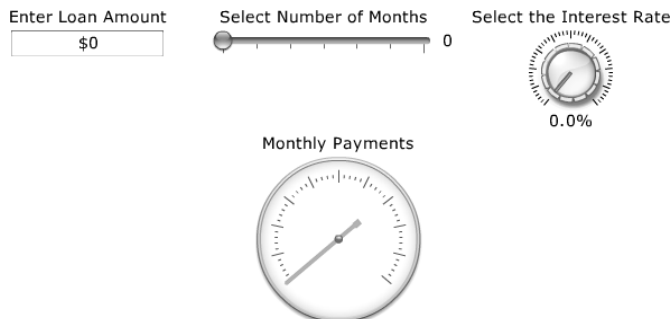 Enter Loan Amount
$0
Select Number of Months
0
Select the Interest Rate
0.0%
Monthly Payments